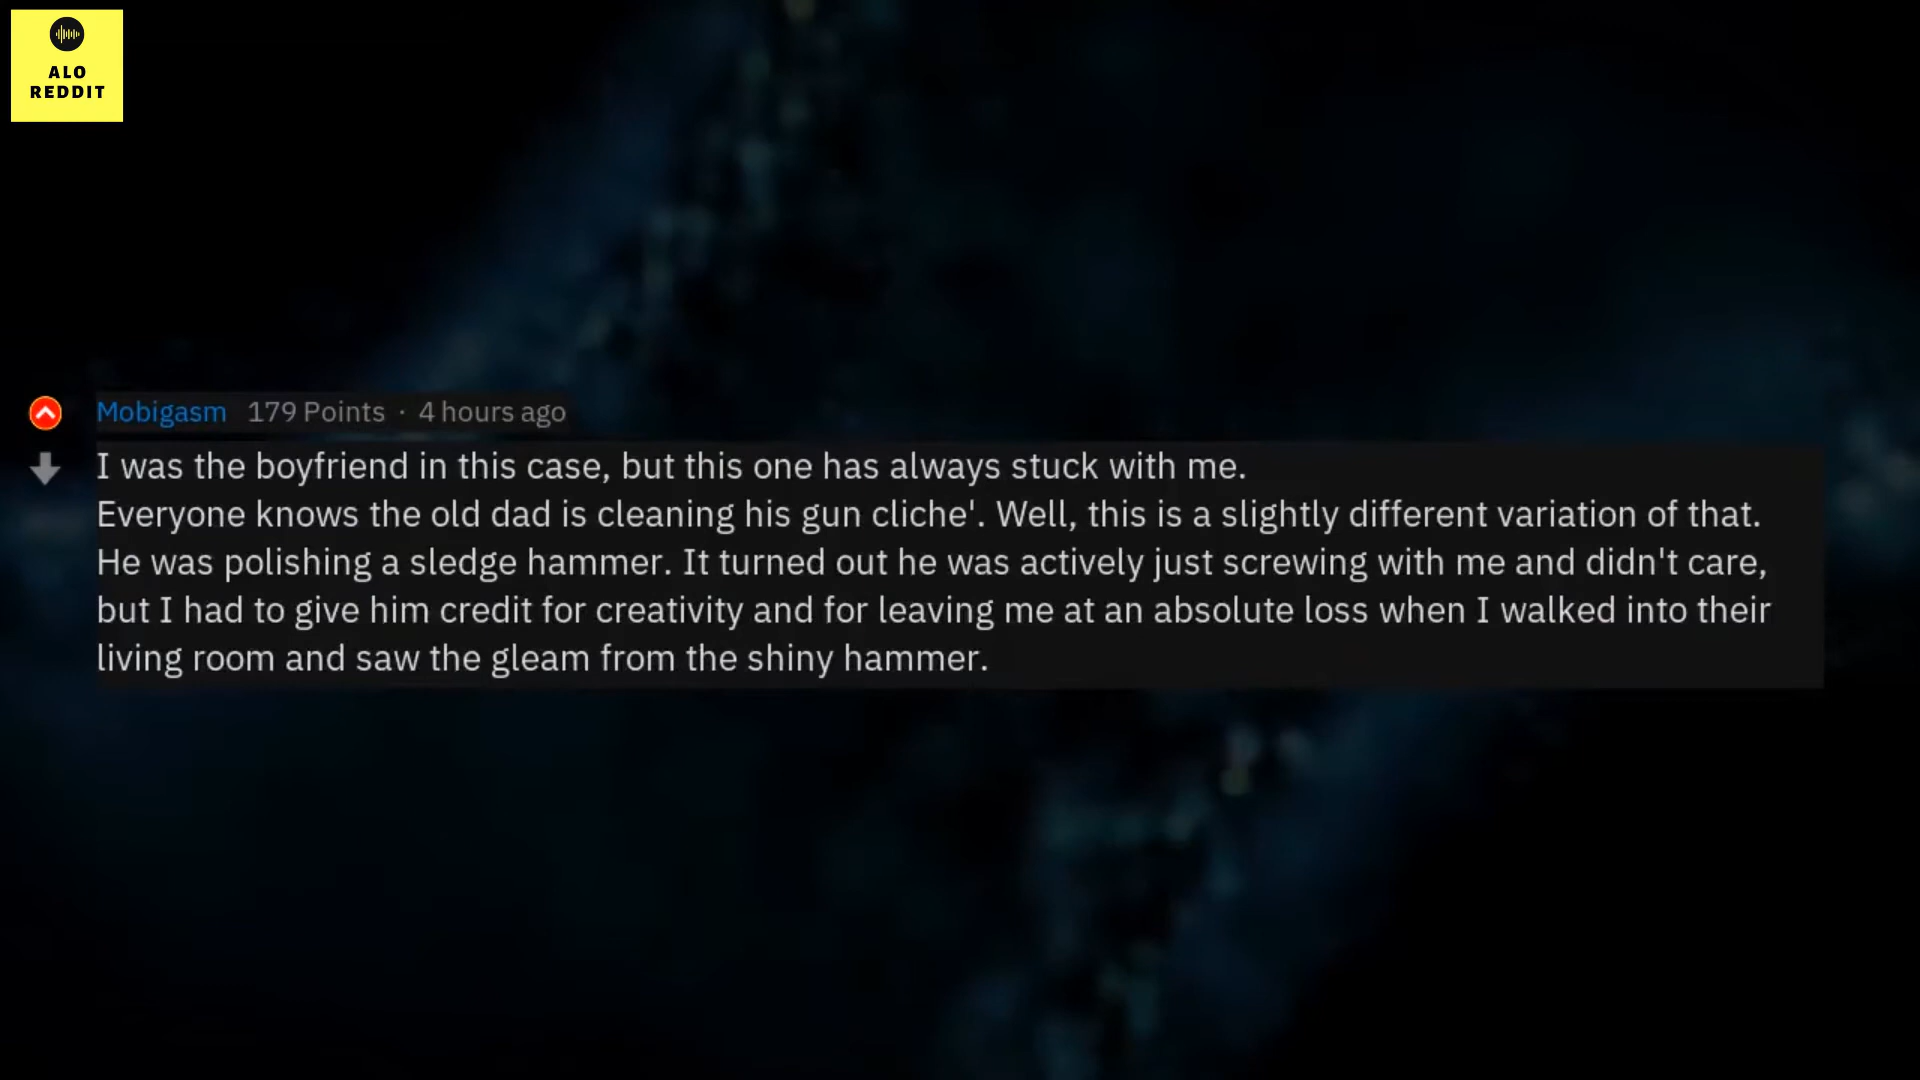 ALO
REDDIT
Mobigasm 179 Points · 4 hours ago
I was the boyfriend in this case, but this one has always stuck with me.
Everyone knows the old dad is cleaning his gun cliche'. Well, this is a slightly different variation of that.
He was polishing a sledge hammer. It turned out he was actively just screwing with me and didn't care,
but I had to give him credit for creativity and for leaving me at an absolute loss when I walked into their
living room and saw the gleam from the shiny hammer.